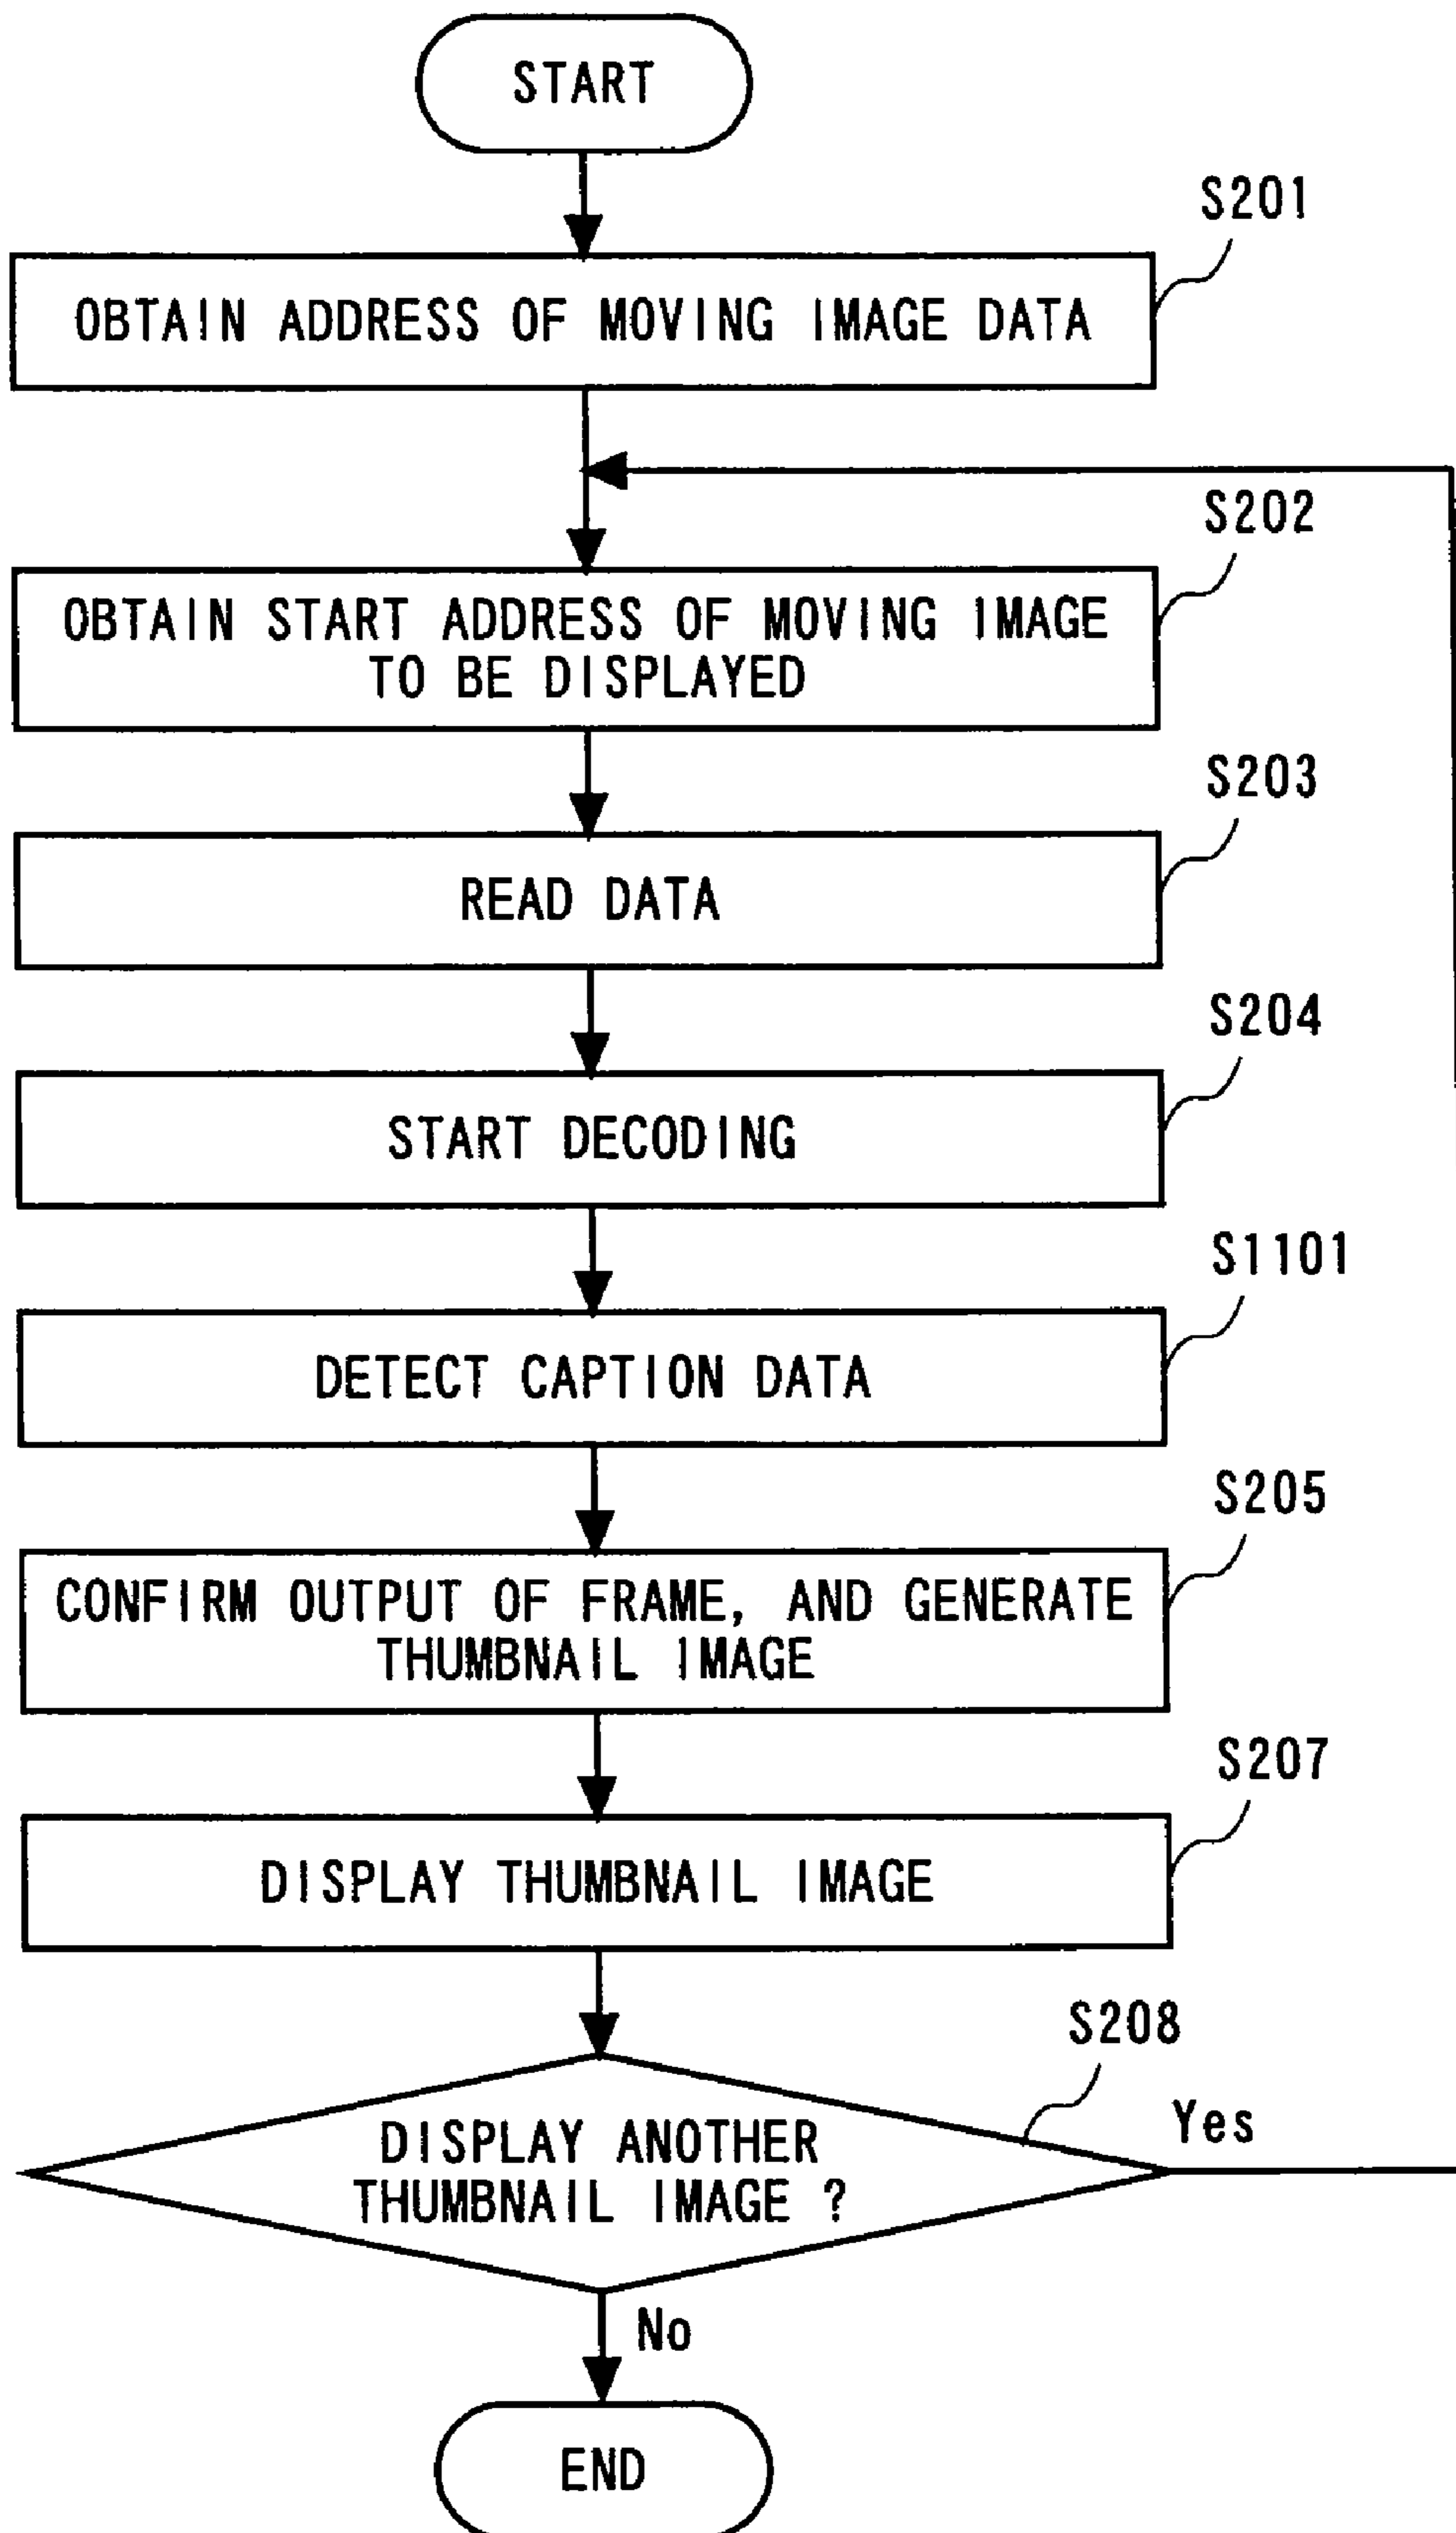 START
S201
OBTAIN ADDRESS OF MOVING IMAGE DATA
S202
OBTAIN START ADDRESS OF MOVING IMAGE
TO BE DISPLAYED
S203
READ DATA
S204
START DECODING
S1101
DETECT CAPTION DATA
S205
CONFIRM OUTPUT OF FRAME, AND GENERATE
THUMBNAIL IMAGE
S207
DISPLAY THUMBNAIL IMAGE
S208
DISPLAY ANOTHER
THUMBNAIL IMAGE ?
Yes
No
END